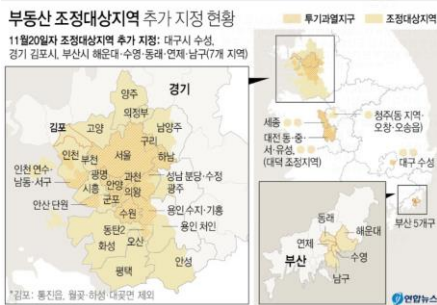 부동산 조정대상지역 추가 지정 현황
투기과열지구 조정대상지역
11월20일자 조정대상지역 추가 지정: 대구시 수성,
경기 김포시, 부산시 해운대·수영·동래·연제·남구(7개 지역)
경기
양주
의정부
김포
고양
남양주
구리
인천
부천
서울
하남
인천 연수·
남동·서구
광명
과천
성남 분당·수정
시흥
안양
의왕
광주
안산 단원
군포
수원
용인 수지·기흥
동탄2
용인 처인
화성
오산
안성
평택
*김포: 통진읍, 월곶·하성·대곶면 제외
세종
청주(동 지역·
오창·오송읍)
대전 동·중·
서·유성,
(대덕 조정지역)
대구 수성
부산 5개구
동래
해운대
연제
부산
수영
남구
연합뉴스